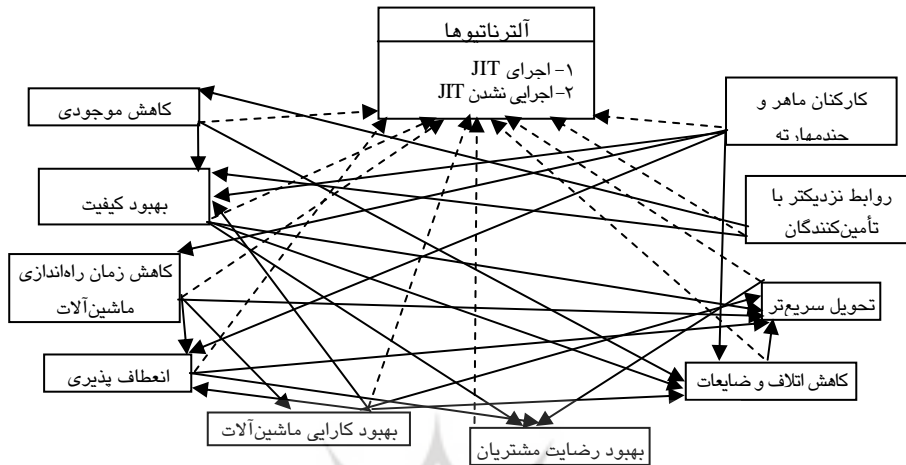 آلترناتیوها
۱- اجرای JIT
۲- اجرایی نشدن JIT
کارکنان ماهر و
چندمهارته
کاهش موجودی
روابط نزدیکتر با
تأمین‌کنندگان
بهبود کیفیت
کاهش زمان راه‌اندازی
ماشین‌آلات
تحویل سریع‌تر
انعطاف پذیری
کاهش اتلاف و ضایعات
بهبود کارایی ماشین‌آلات
بهبود رضایت مشتریان